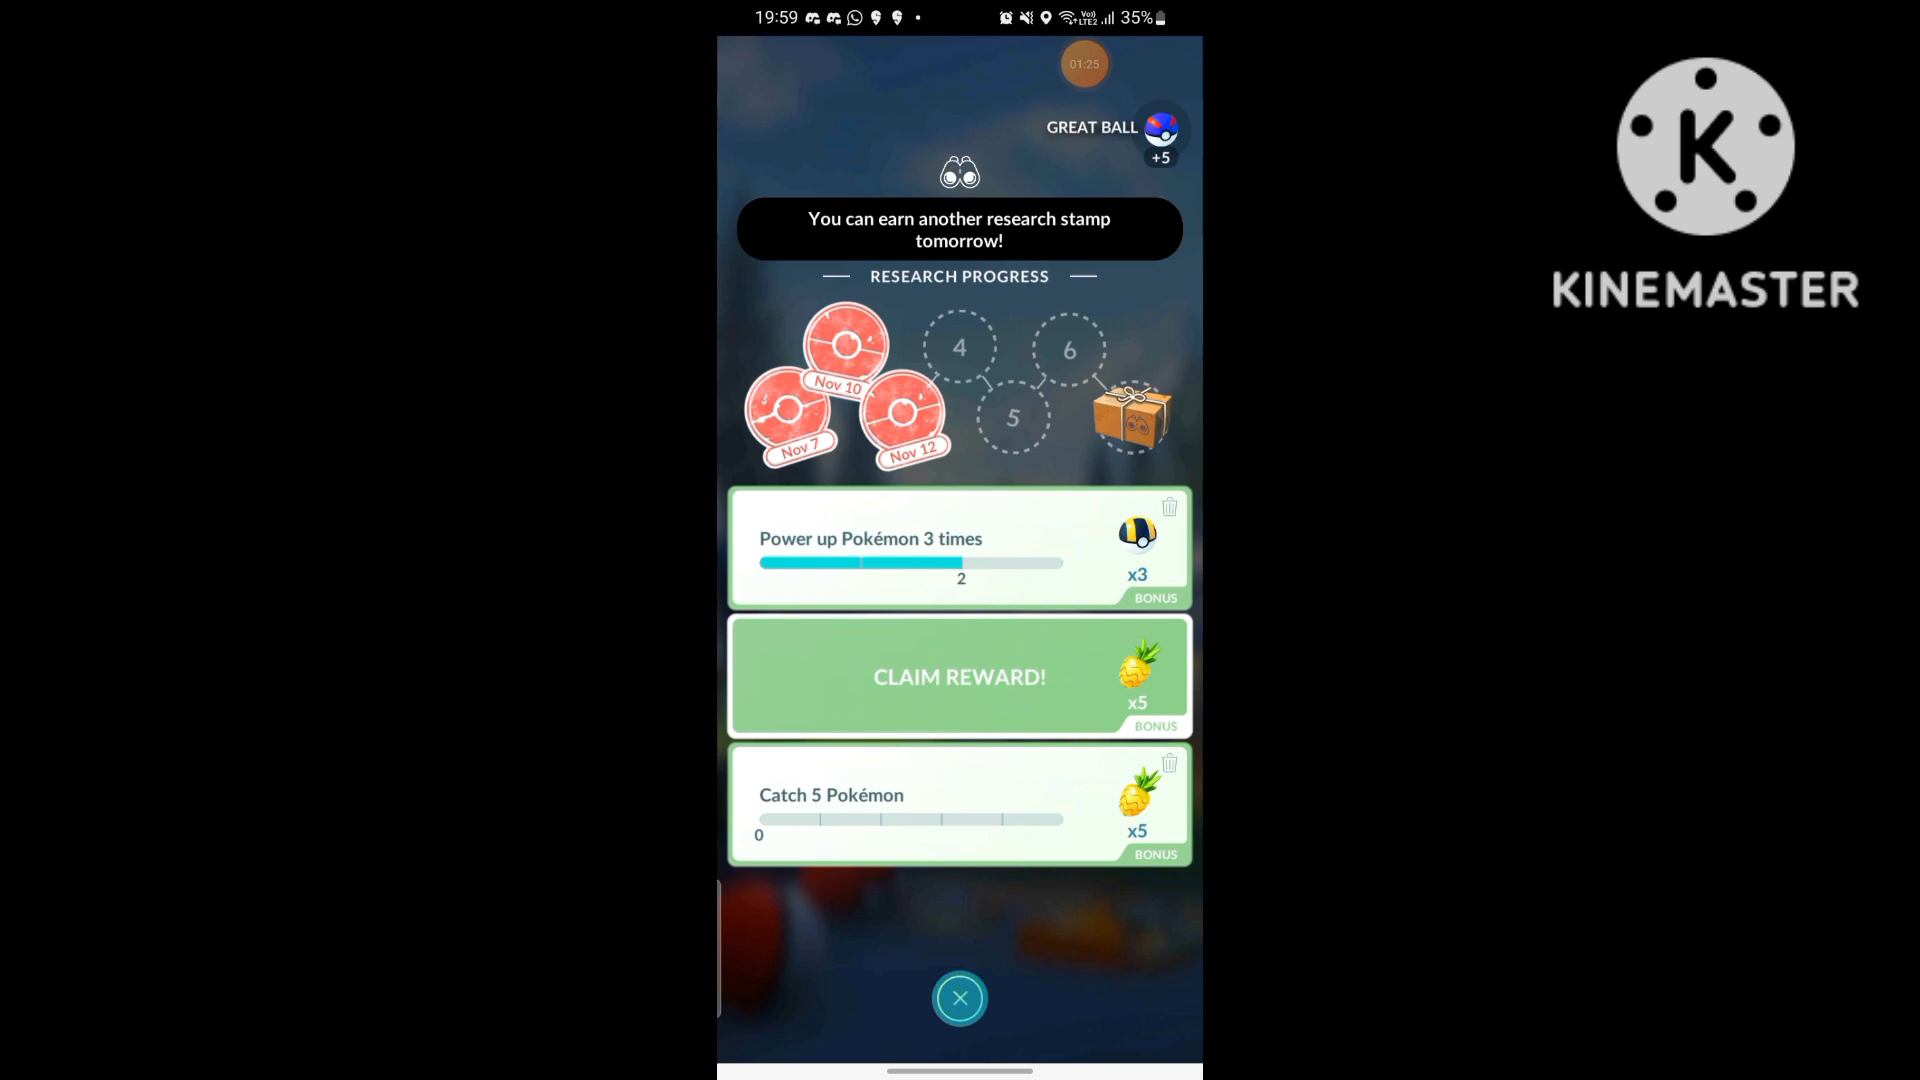 19:59
Vo)) LTE2
35%
01:25
GREAT BALL
+5
You can earn another research stamp
tomorrow!
RESEARCH PROGRESS
Nov 7
Nov 10
Nov 12
4
5
6
Power up Pokémon 3 times
2
x3
BONUS
CLAIM REWARD!
x5
BONUS
Catch 5 Pokémon
0
x5
BONUS
K
KINEMASTER